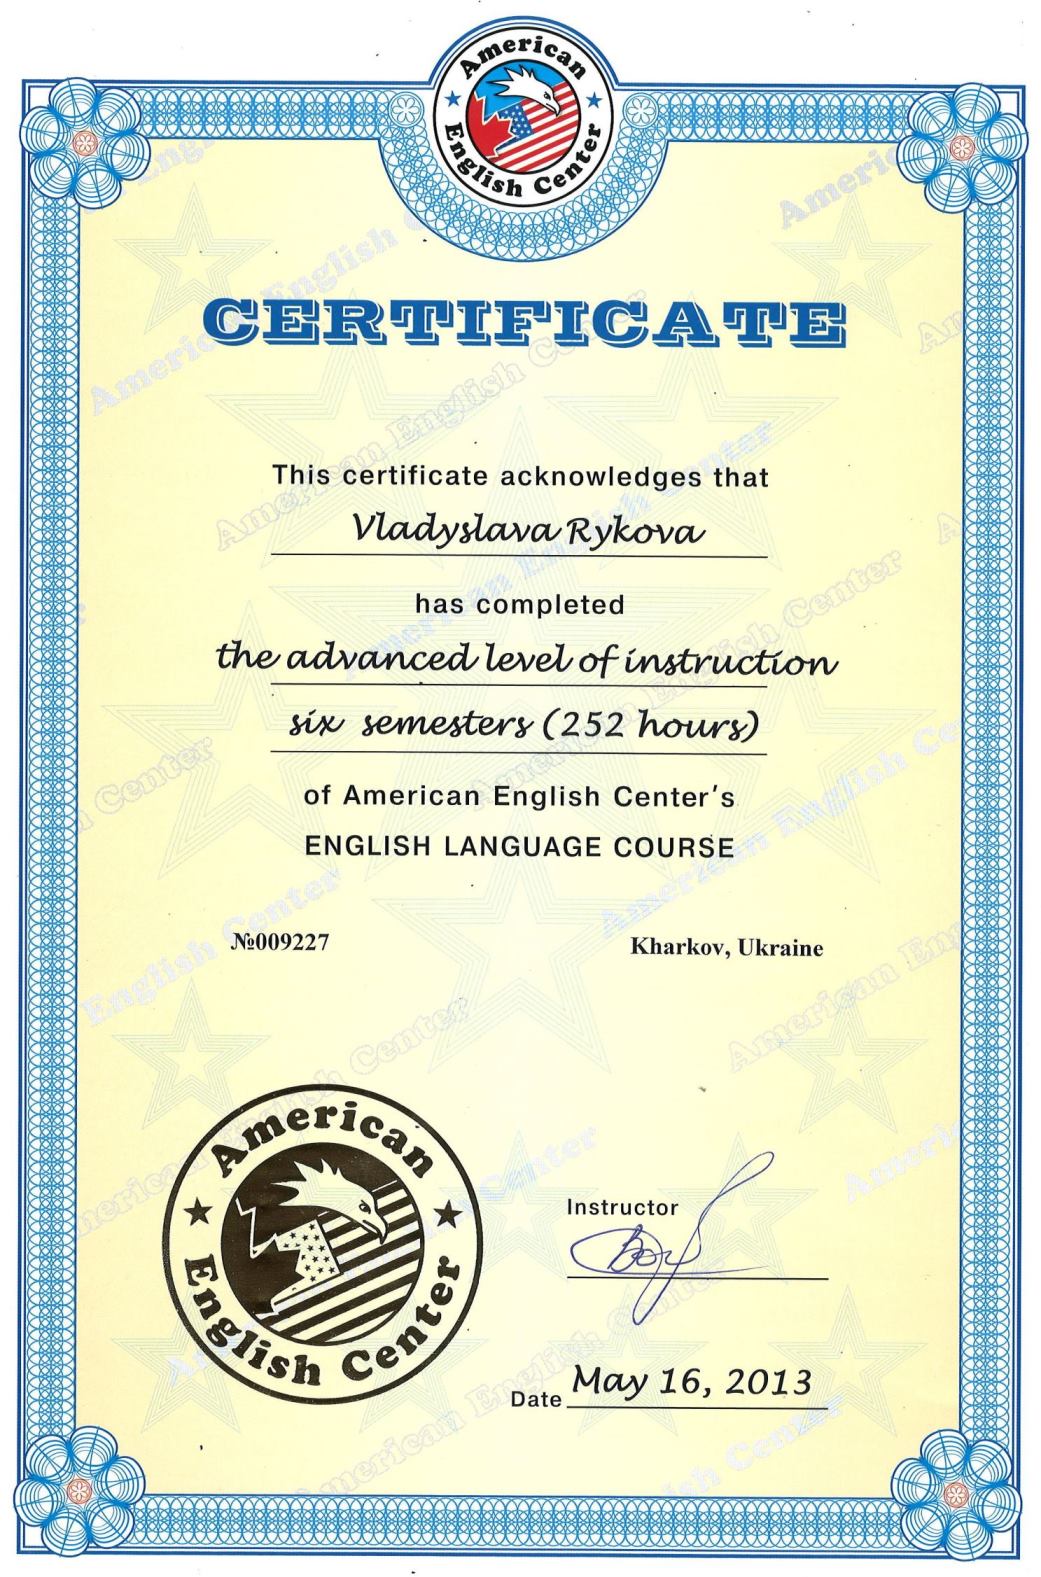 American
English Center
CERTIFICATE
This certificate acknowledges that
Vladyslava Rykova
has completed
the advanced level of instruction
six semesters (252 hours)
of American English Center's
ENGLISH LANGUAGE COURSE
№009227
Kharkov, Ukraine
American
English Center
Instructor
Date May 16, 2013